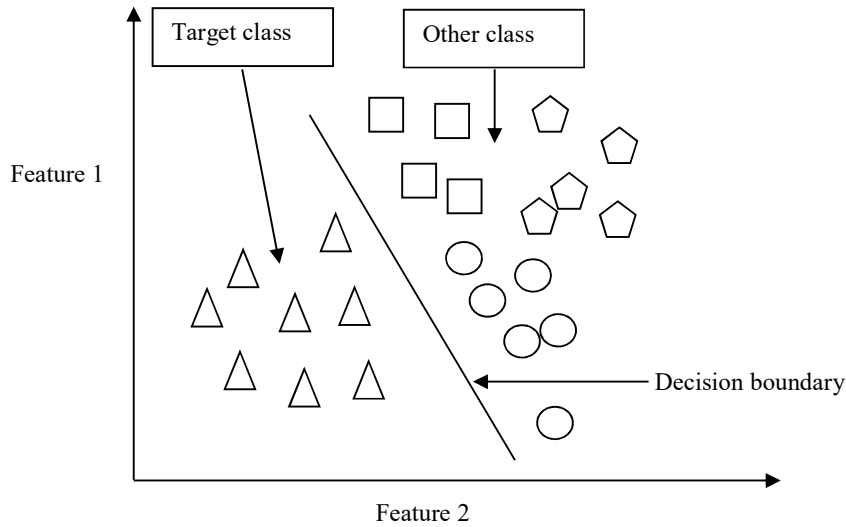 Target class
Other class
Feature 1
Decision boundary
Feature 2